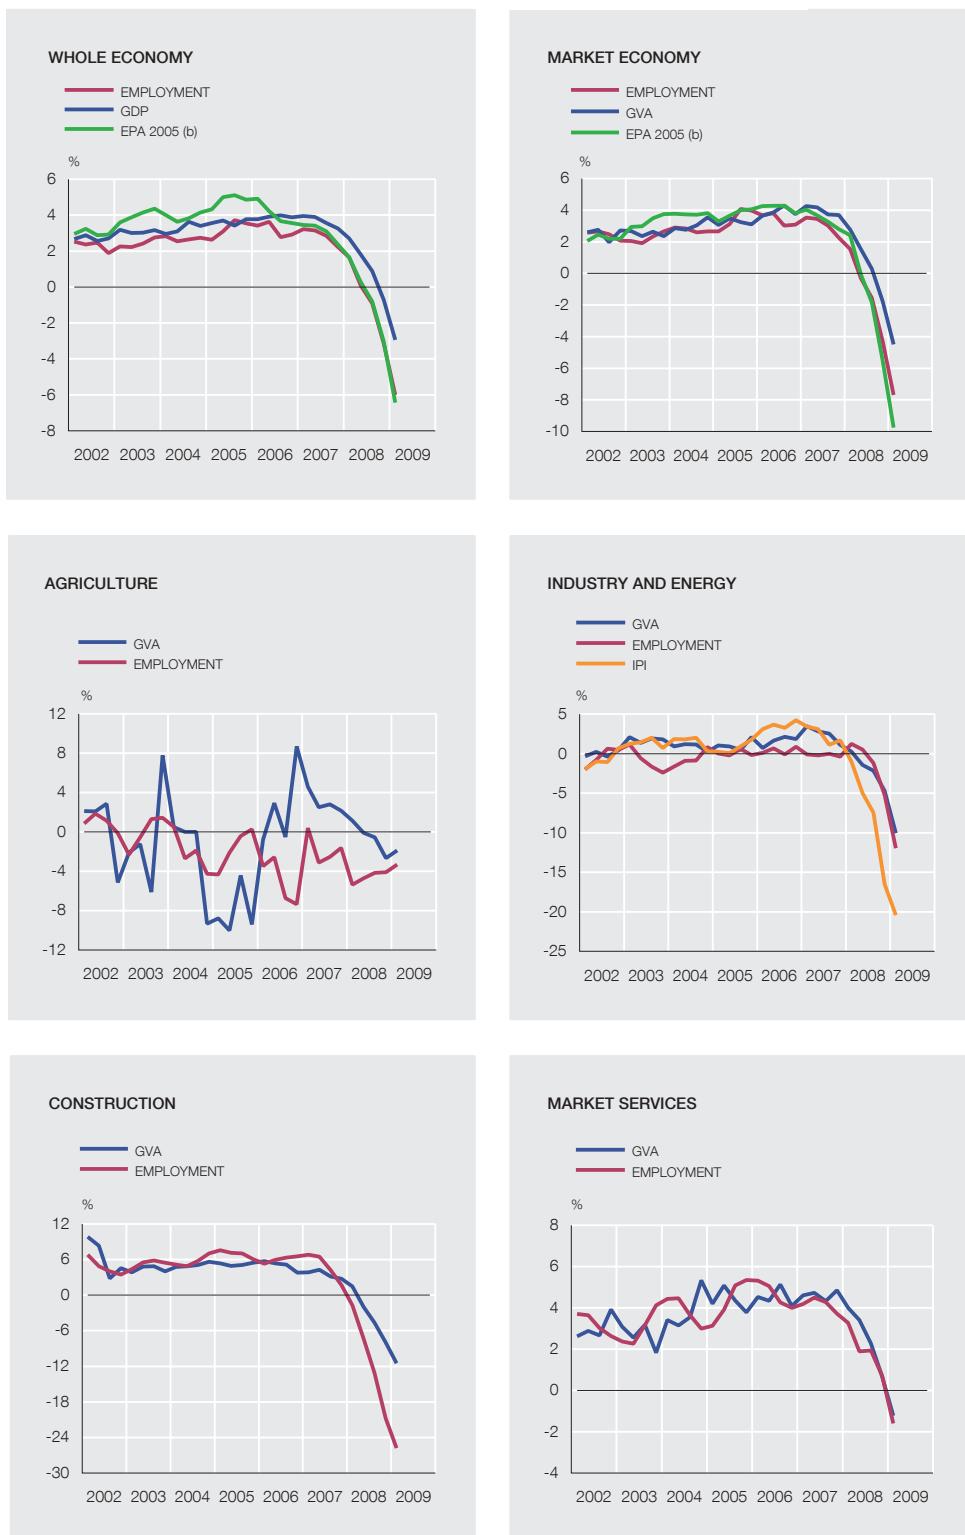 WHOLE ECONOMY
EMPLOYMENT
GDP
EPA 2005 (b)
%
6
4
2
0
-2
-4
-6
-8
2002 2003 2004 2005 2006 2007 2008 2009
MARKET ECONOMY
EMPLOYMENT
GVA
EPA 2005 (b)
%
6
4
2
0
-2
-4
-6
-8
-10
2002 2003 2004 2005 2006 2007 2008 2009
AGRICULTURE
GVA
EMPLOYMENT
%
12
8
4
0
-4
-8
-12
2002 2003 2004 2005 2006 2007 2008 2009
INDUSTRY AND ENERGY
GVA
EMPLOYMENT
IPI
%
5
0
-5
-10
-15
-20
-25
2002 2003 2004 2005 2006 2007 2008 2009
CONSTRUCTION
GVA
EMPLOYMENT
%
12
6
0
-6
-12
-18
-24
-30
2002 2003 2004 2005 2006 2007 2008 2009
MARKET SERVICES
GVA
EMPLOYMENT
%
8
6
4
2
0
-2
-4
2002 2003 2004 2005 2006 2007 2008 2009